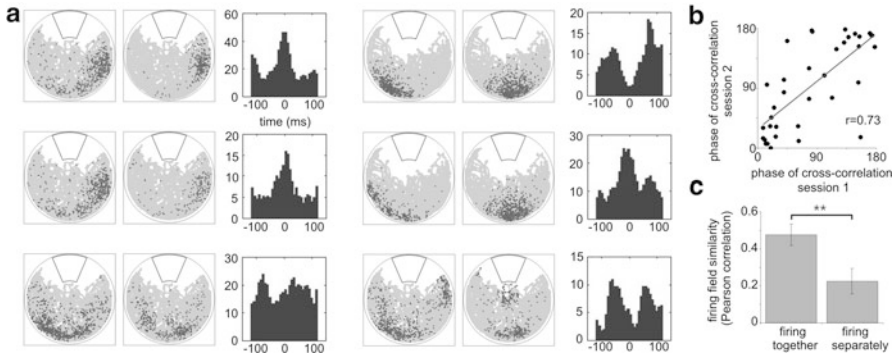 a
60
40
20
0
-100 0 100
time (ms)
20
15
10
5
0
-100 0 100
20
15
10
5
0
-100 0 100
30
20
10
0
-100 0 100
30
20
10
0
-100 0 100
15
10
5
0
-100 0 100
b
phase of cross-correlation
session 2
180
90
0
r=0.73
0 90 180
phase of cross-correlation
session 1
c
firing field similarity
(Pearson correlation)
0.6
0.4
0.2
0
**
firing
together
firing
separately